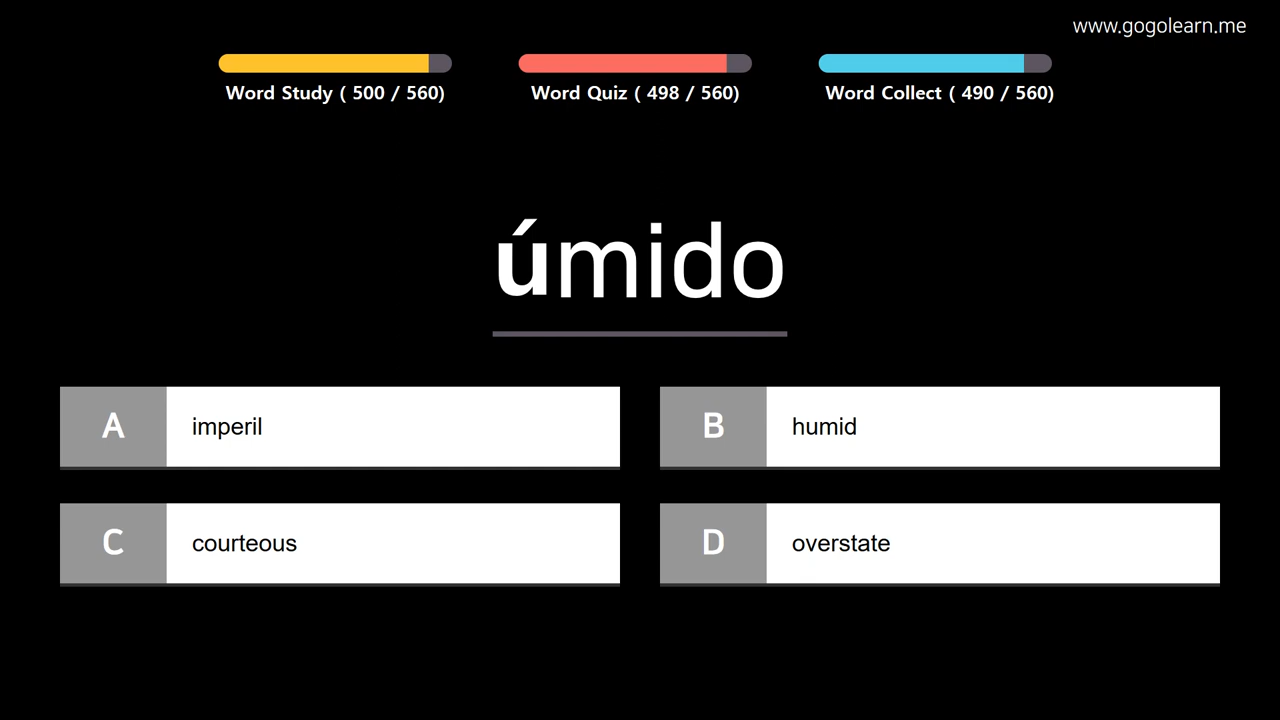 www.gogolearn.me
Word Study ( 500 / 560)
Word Quiz ( 498 / 560)
Word Collect ( 490 / 560)
úmido
A imperil
B humid
C courteous
D overstate